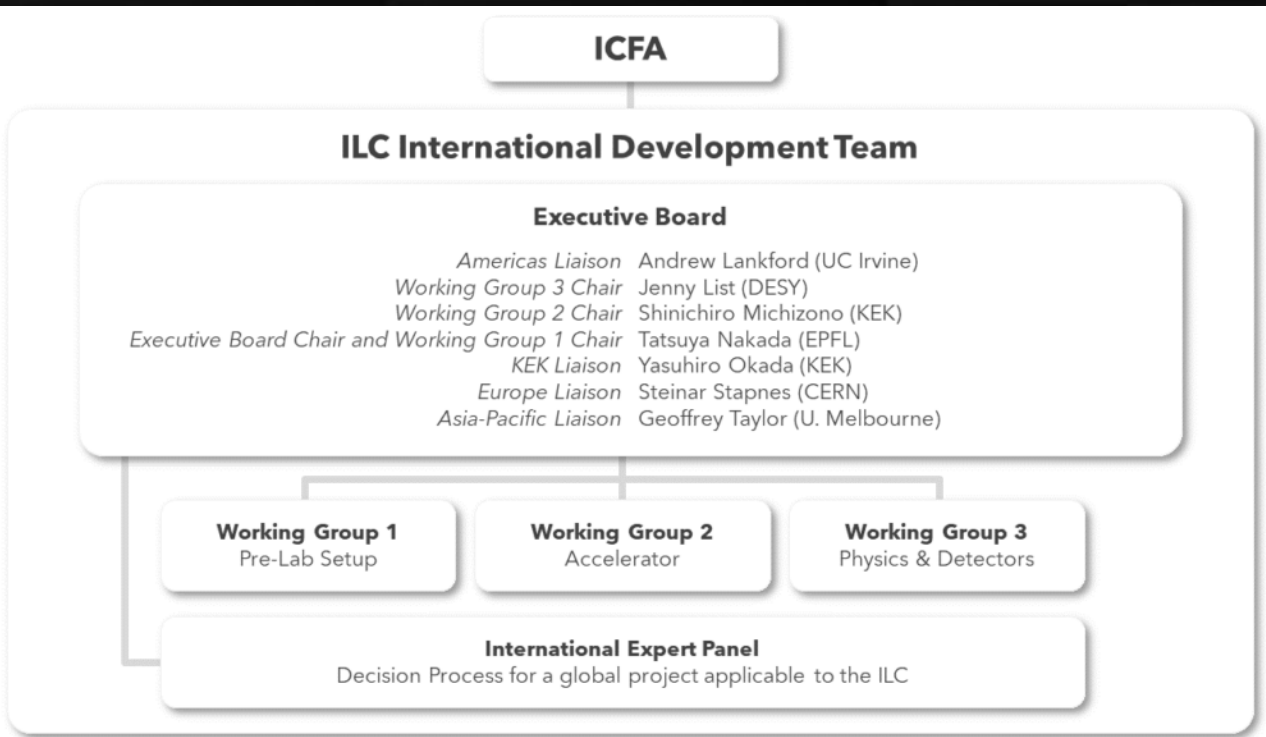 ICFA
ILC International Development Team
Executive Board
Americas Liaison Andrew Lankford (UC Irvine)
Working Group 3 Chair Jenny List (DESY)
Working Group 2 Chair Shinichiro Michizono (KEK)
Executive Board Chair and Working Group 1 Chair Tatsuya Nakada (EPFL)
KEK Liaison Yasuhiro Okada (KEK)
Europe Liaison Steinar Stapnes (CERN)
Asia-Pacific Liaison Geoffrey Taylor (U. Melbourne)
Working Group 1
Pre-Lab Setup
Working Group 2
Accelerator
Working Group 3
Physics & Detectors
International Expert Panel
Decision Process for a global project applicable to the ILC